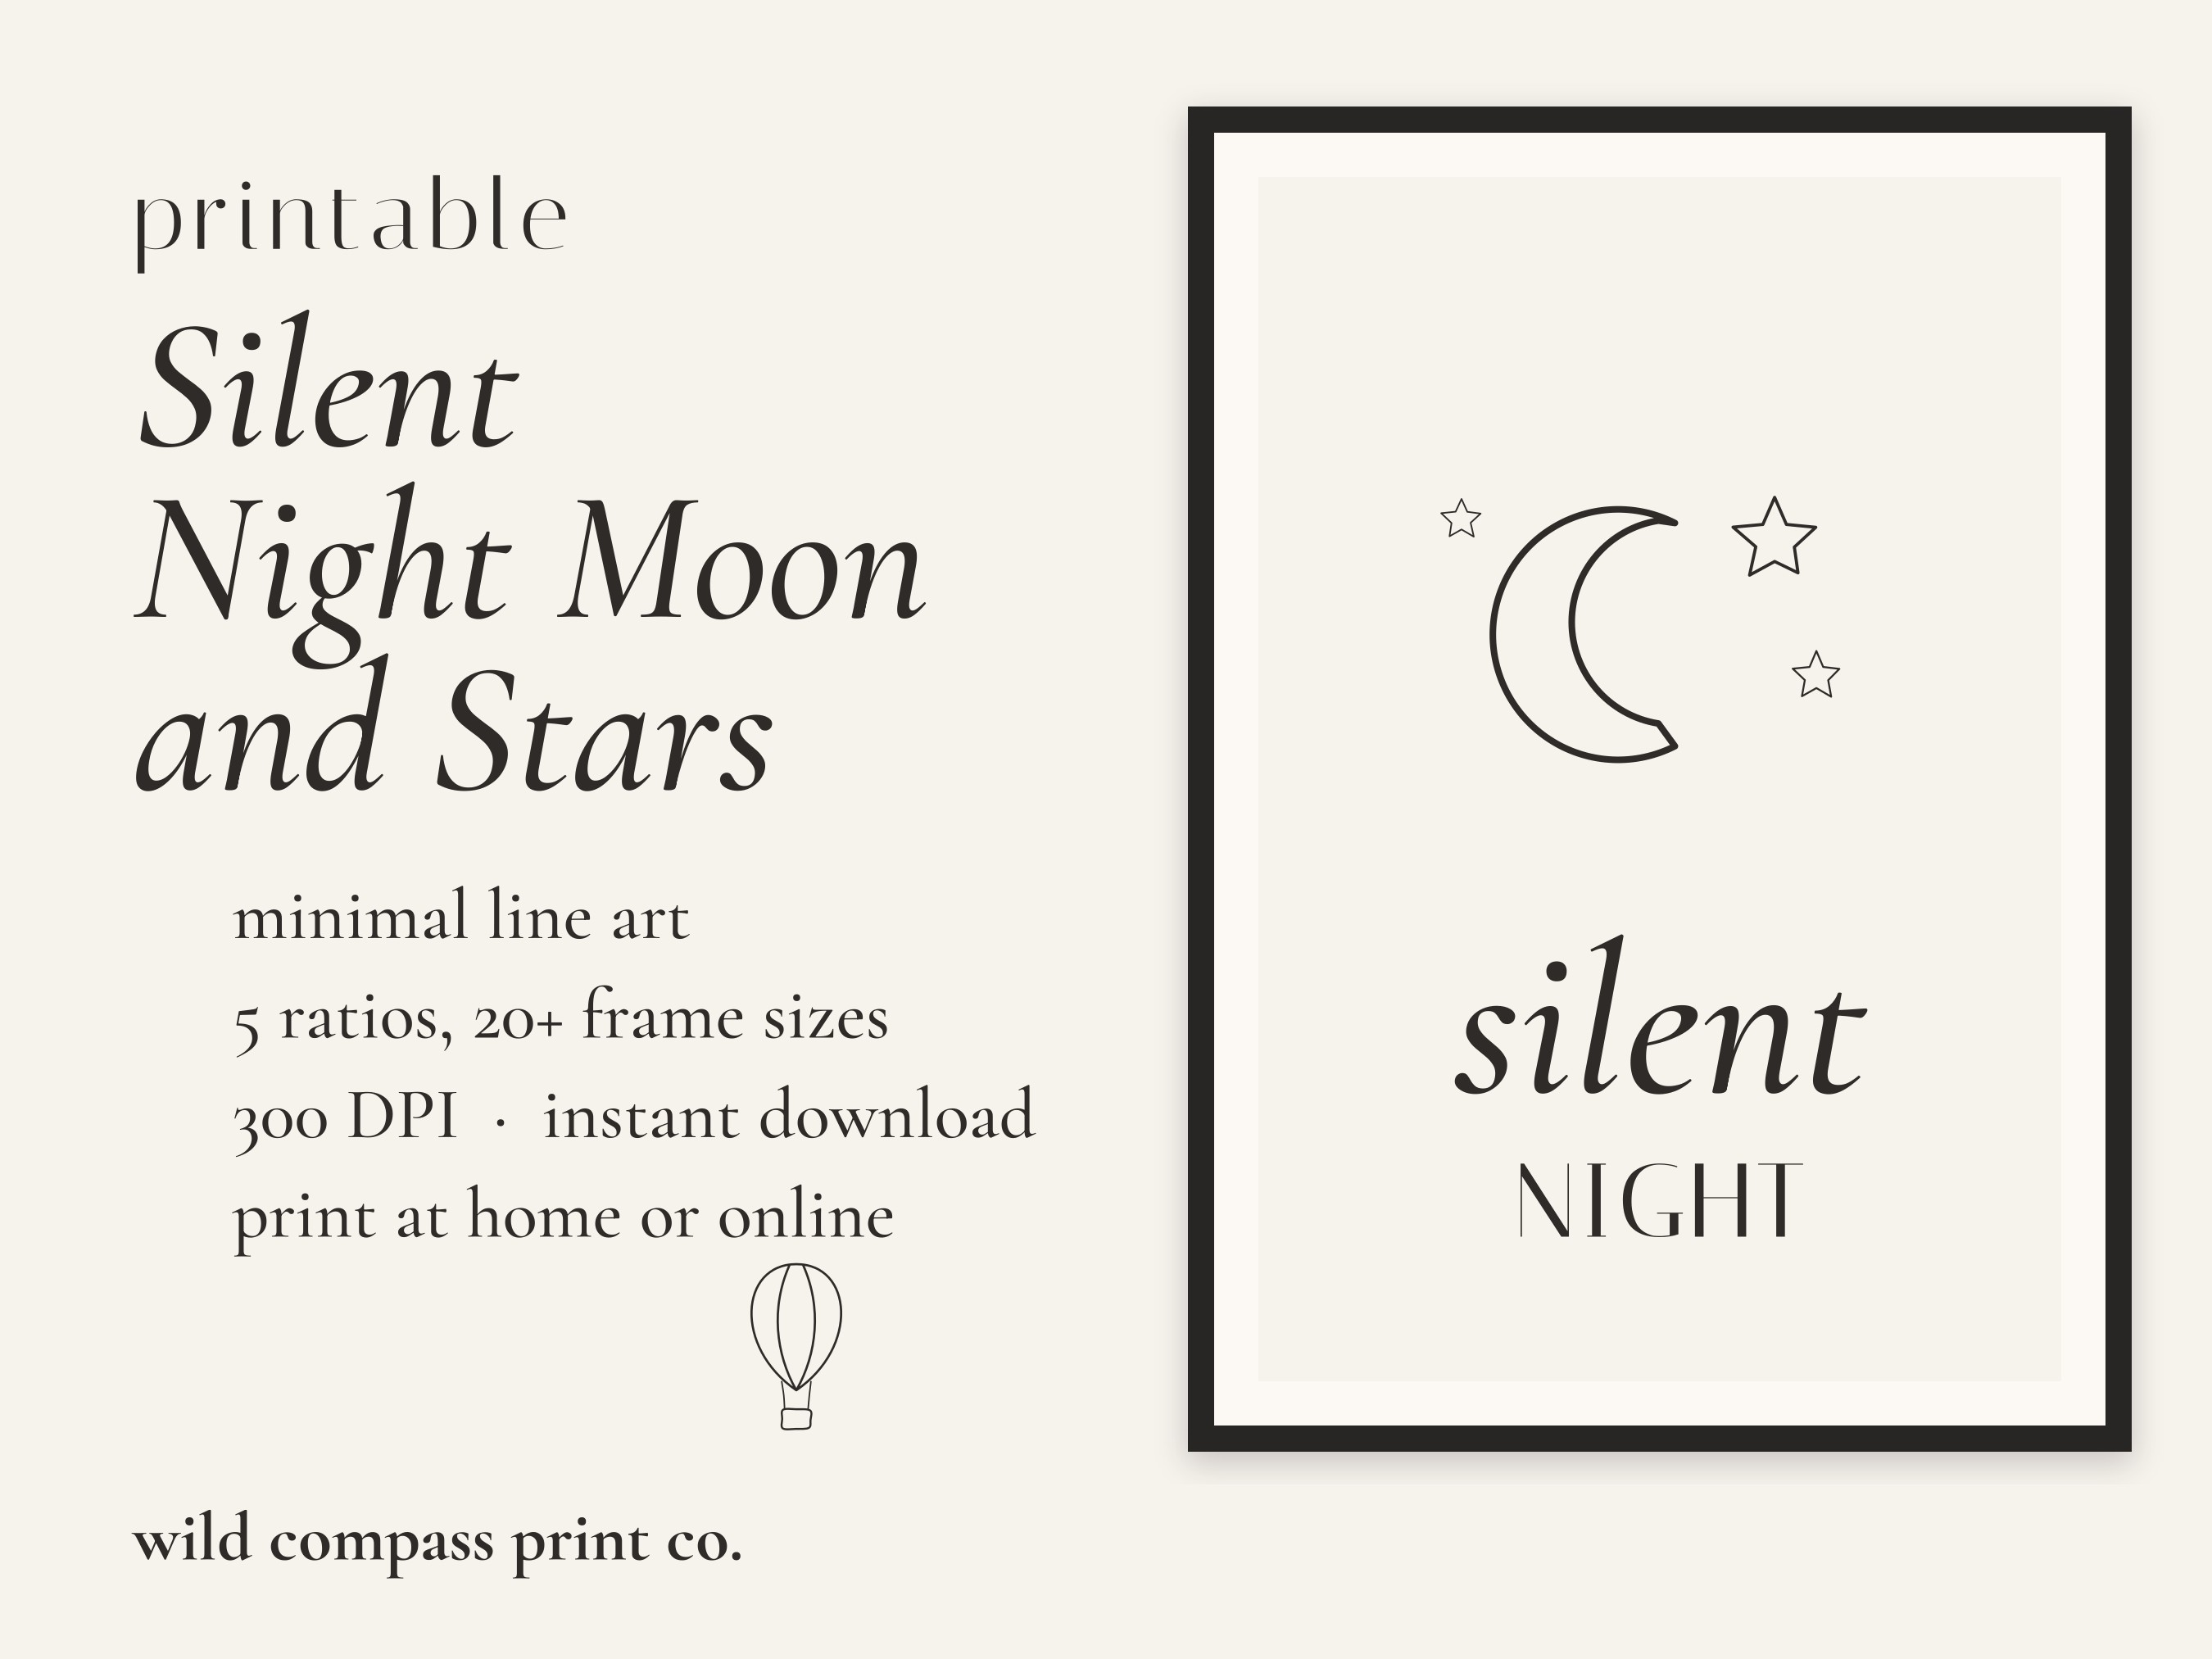 printable
Silent
Night Moon
and Stars
minimal line art
5 ratios, 20+ frame sizes
300 DPI · instant download
print at home or online
wild compass print co.
silent
NIGHT